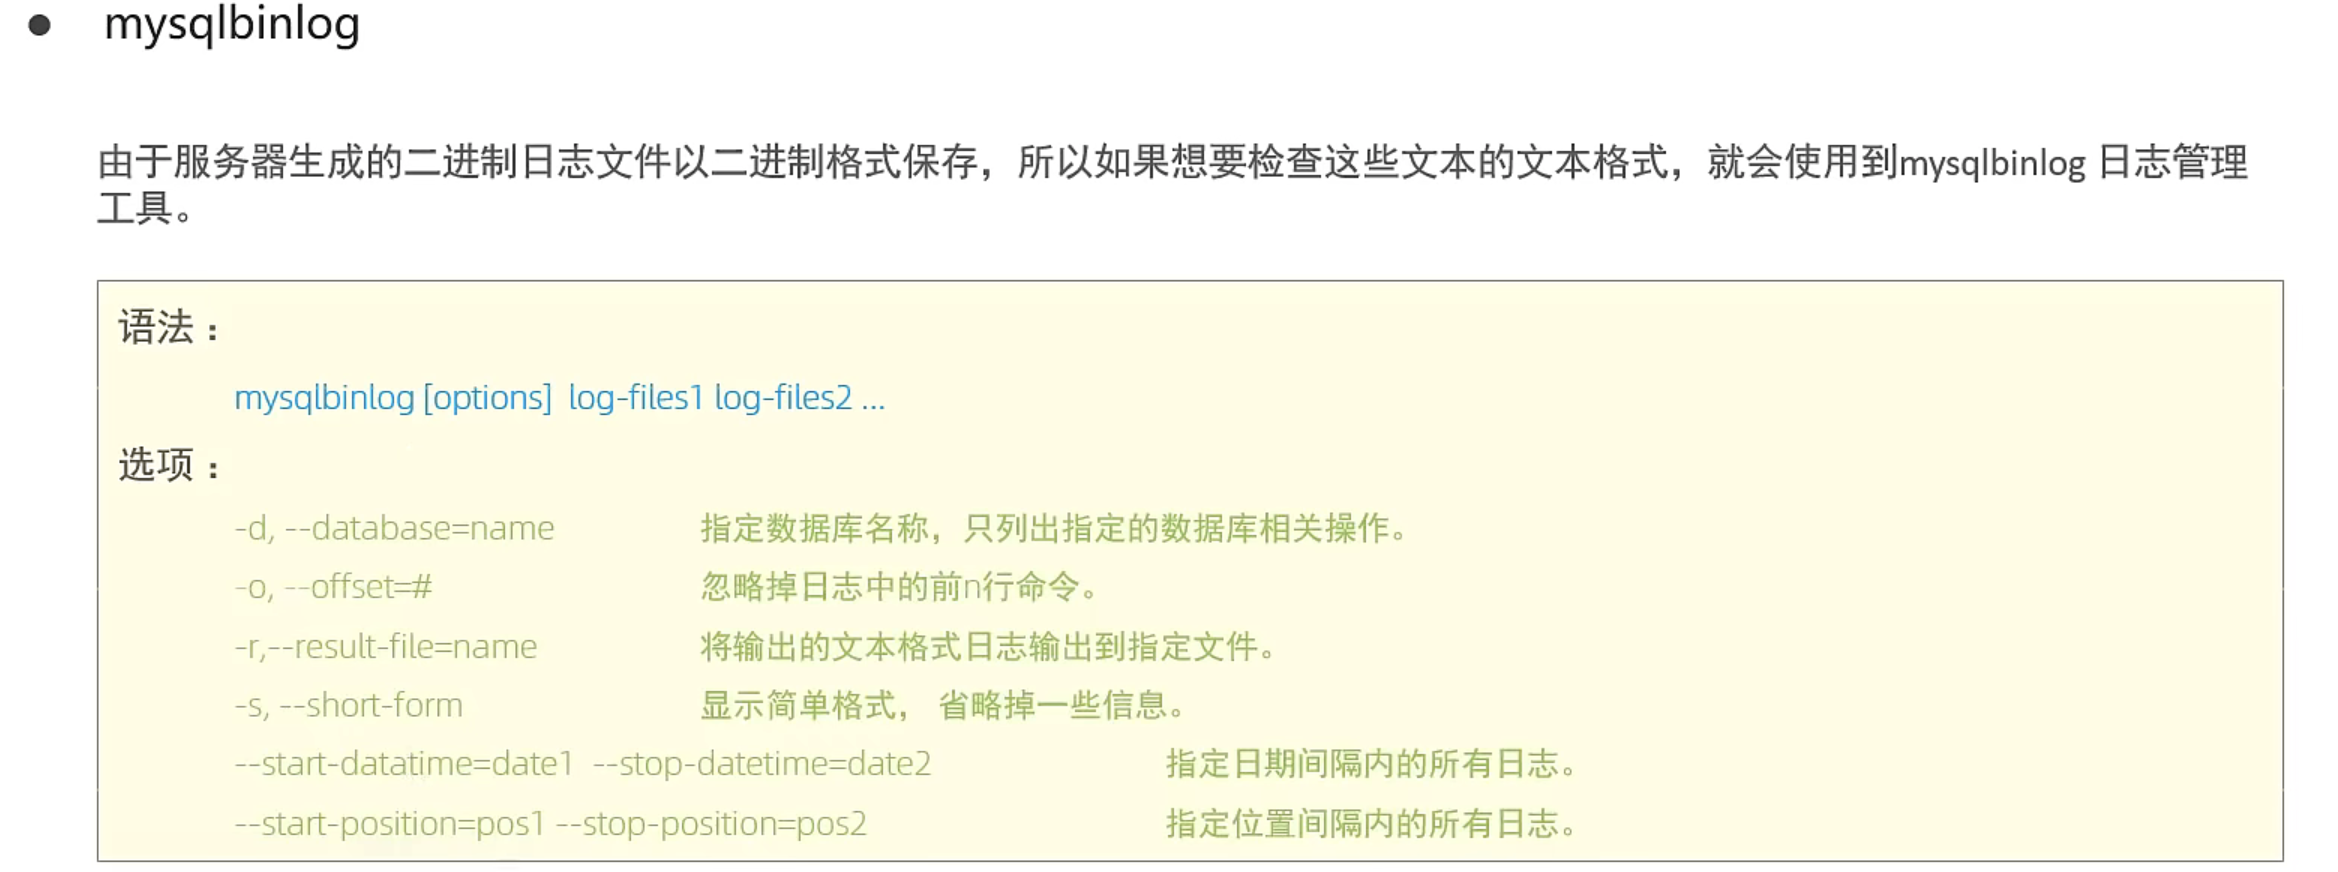 ● mysqlbinlog
由于服务器生成的二进制日志文件以二进制格式保存，所以如果想要检查这些文本的文本格式，就会使用到mysqlbinlog 日志管理
工具。
语法：
mysqlbinlog [options] log-files1 log-files2 ...
选项：
-d, --database=name 指定数据库名称，只列出指定的数据库相关操作。
-o, --offset=# 忽略掉日志中的前n行命令。
-r,--result-file=name 将输出的文本格式日志输出到指定文件。
-s, --short-form 显示简单格式， 省略掉一些信息。
--start-datatime=date1 --stop-datetime=date2 指定日期间隔内的所有日志。
--start-position=pos1 --stop-position=pos2 指定位置间隔内的所有日志。